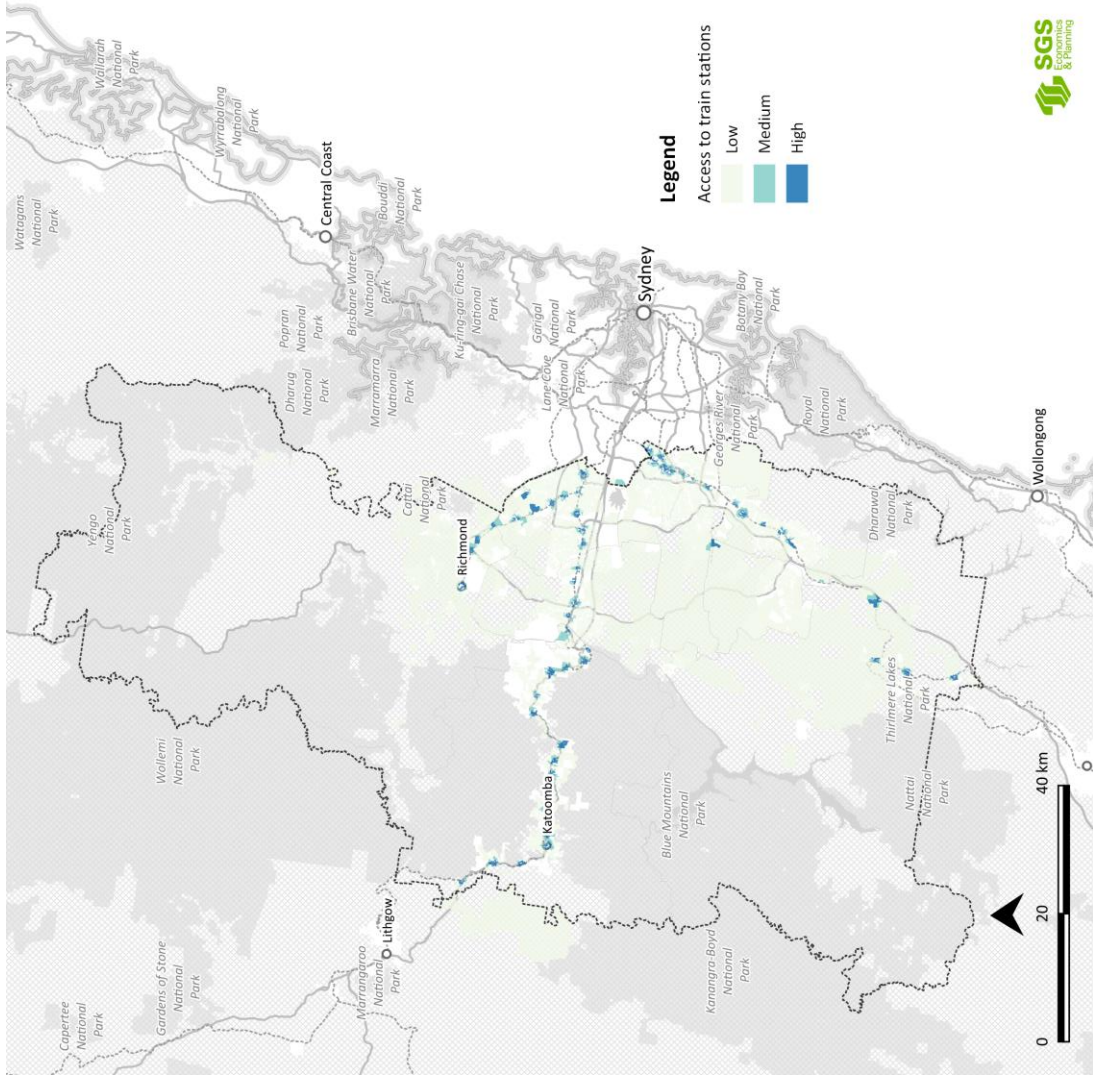 Watagans
National
Park
Wallarah
National
Park
Wyrrabalong
National
Park
Central Coast
Bouddi
National
Park
Brisbane Water
National
Park
Popran
National
Park
Dharug
National
Park
Marramarra
National
Park
Ku-ring-gai Chase
National
Park
Garigal
National
Park
Lane Cove
National
Park
Sydney
Botany Bay
National
Park
Georges River
National
Park
Royal
National
Park
Wollongong
Dharawal
National
Park
Yengo
National
Park
Cattai
National
Park
Richmond
Wollemi
National
Park
Capertee
National
Park
Gardens of Stone
National
Park
Lithgow
Marrangaroo
National
Park
Katoomba
Blue Mountains
National
Park
Kanangra-Boyd
National
Park
Nattai
National
Park
Thirlmere Lakes
National
Park
0
20
40 km
Legend
Access to train stations
Low
Medium
High
SGS
Economics
& Planning